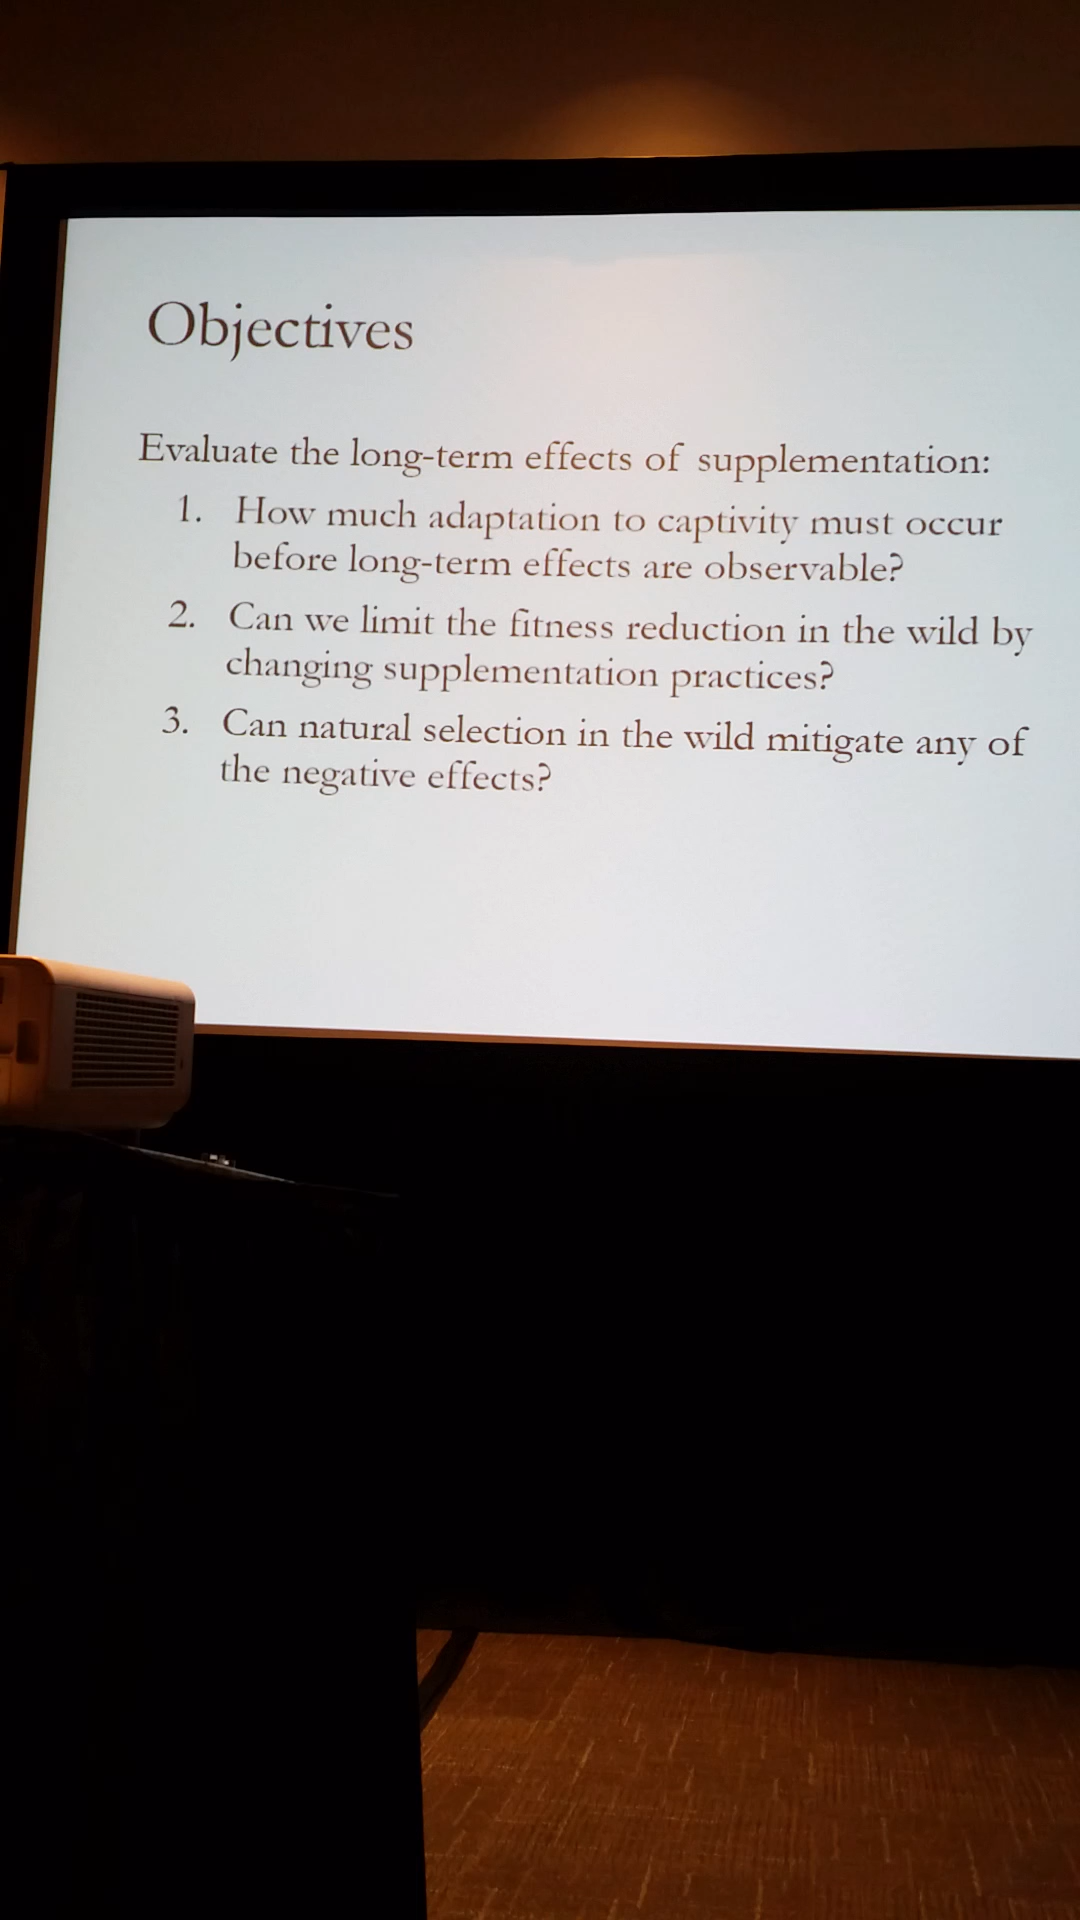 Objectives
Evaluate the long-term effects of supplementation:
1. How much adaptation to captivity must occur
before long-term effects are observable?
2. Can we limit the fitness reduction in the wild by
changing supplementation practices?
3. Can natural selection in the wild mitigate any of
the negative effects?